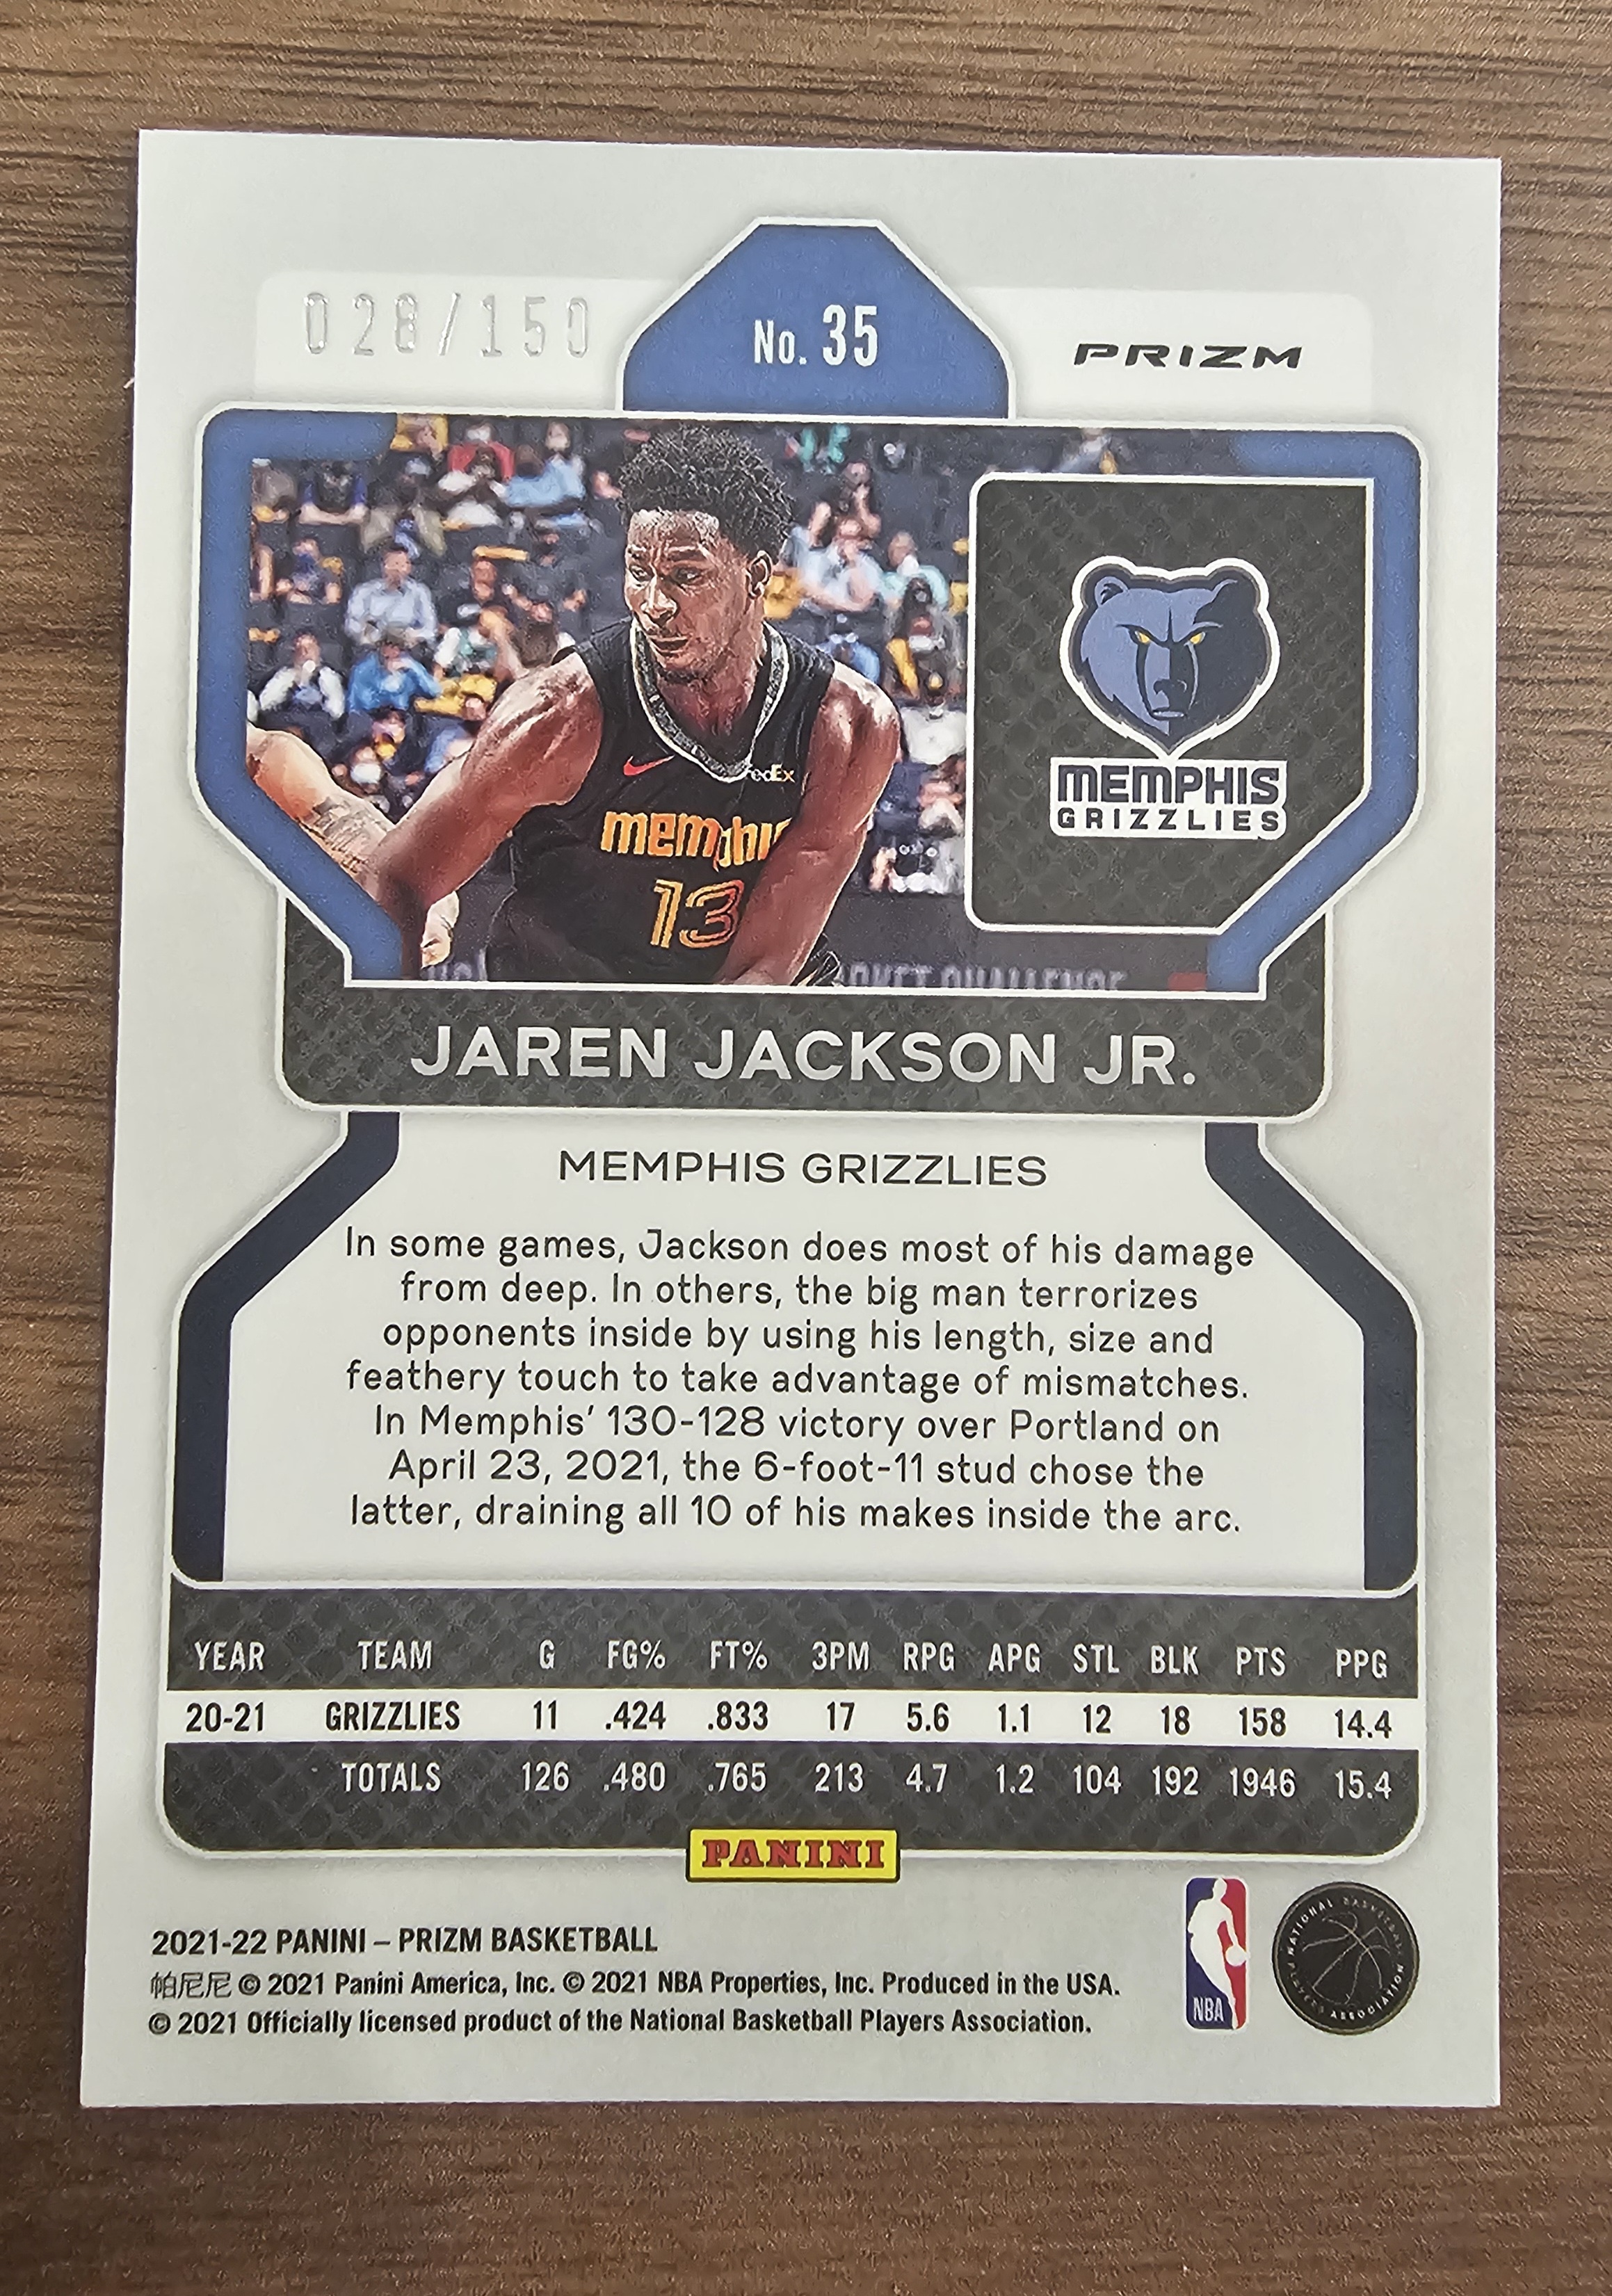 028/150
No. 35
PRIZM
FedEx
memphis
13
MEMPHIS
GRIZZLIES
JAREN JACKSON JR.
MEMPHIS GRIZZLIES
In some games, Jackson does most of his damage
from deep. In others, the big man terrorizes
opponents inside by using his length, size and
feathery touch to take advantage of mismatches.
In Memphis' 130-128 victory over Portland on
April 23, 2021, the 6-foot-11 stud chose the
latter, draining all 10 of his makes inside the arc.
YEAR TEAM G FG% FT% 3PM RPG APG STL BLK PTS PPG
20-21 GRIZZLIES 11 .424 .833 17 5.6 1.1 12 18 158 14.4
TOTALS 126 .480 .765 213 4.7 1.2 104 192 1946 15.4
PANINI
2021-22 PANINI – PRIZM BASKETBALL
帕尼尼 © 2021 Panini America, Inc. © 2021 NBA Properties, Inc. Produced in the USA.
© 2021 Officially licensed product of the National Basketball Players Association.
NBA
NATIONAL BASKETBALL PLAYERS ASSOCIATION